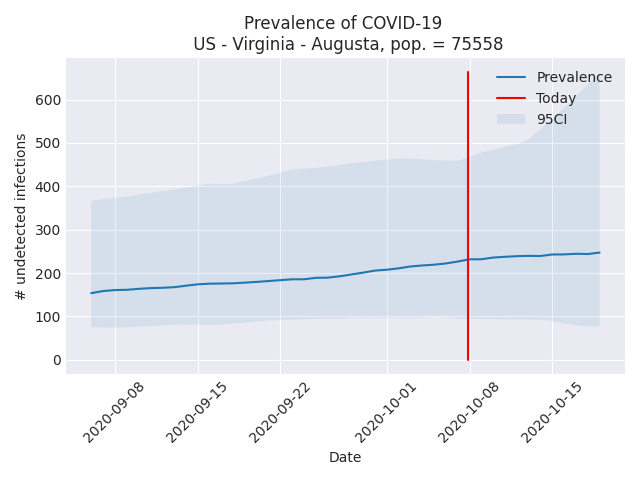 Prevalence of COVID-19
US - Virginia - Augusta, pop. = 75558
Prevalence
Today
95CI
# undetected infections
600
500
400
300
200
100
0
2020-09-08
2020-09-15
2020-09-22
2020-10-01
2020-10-08
2020-10-15
Date